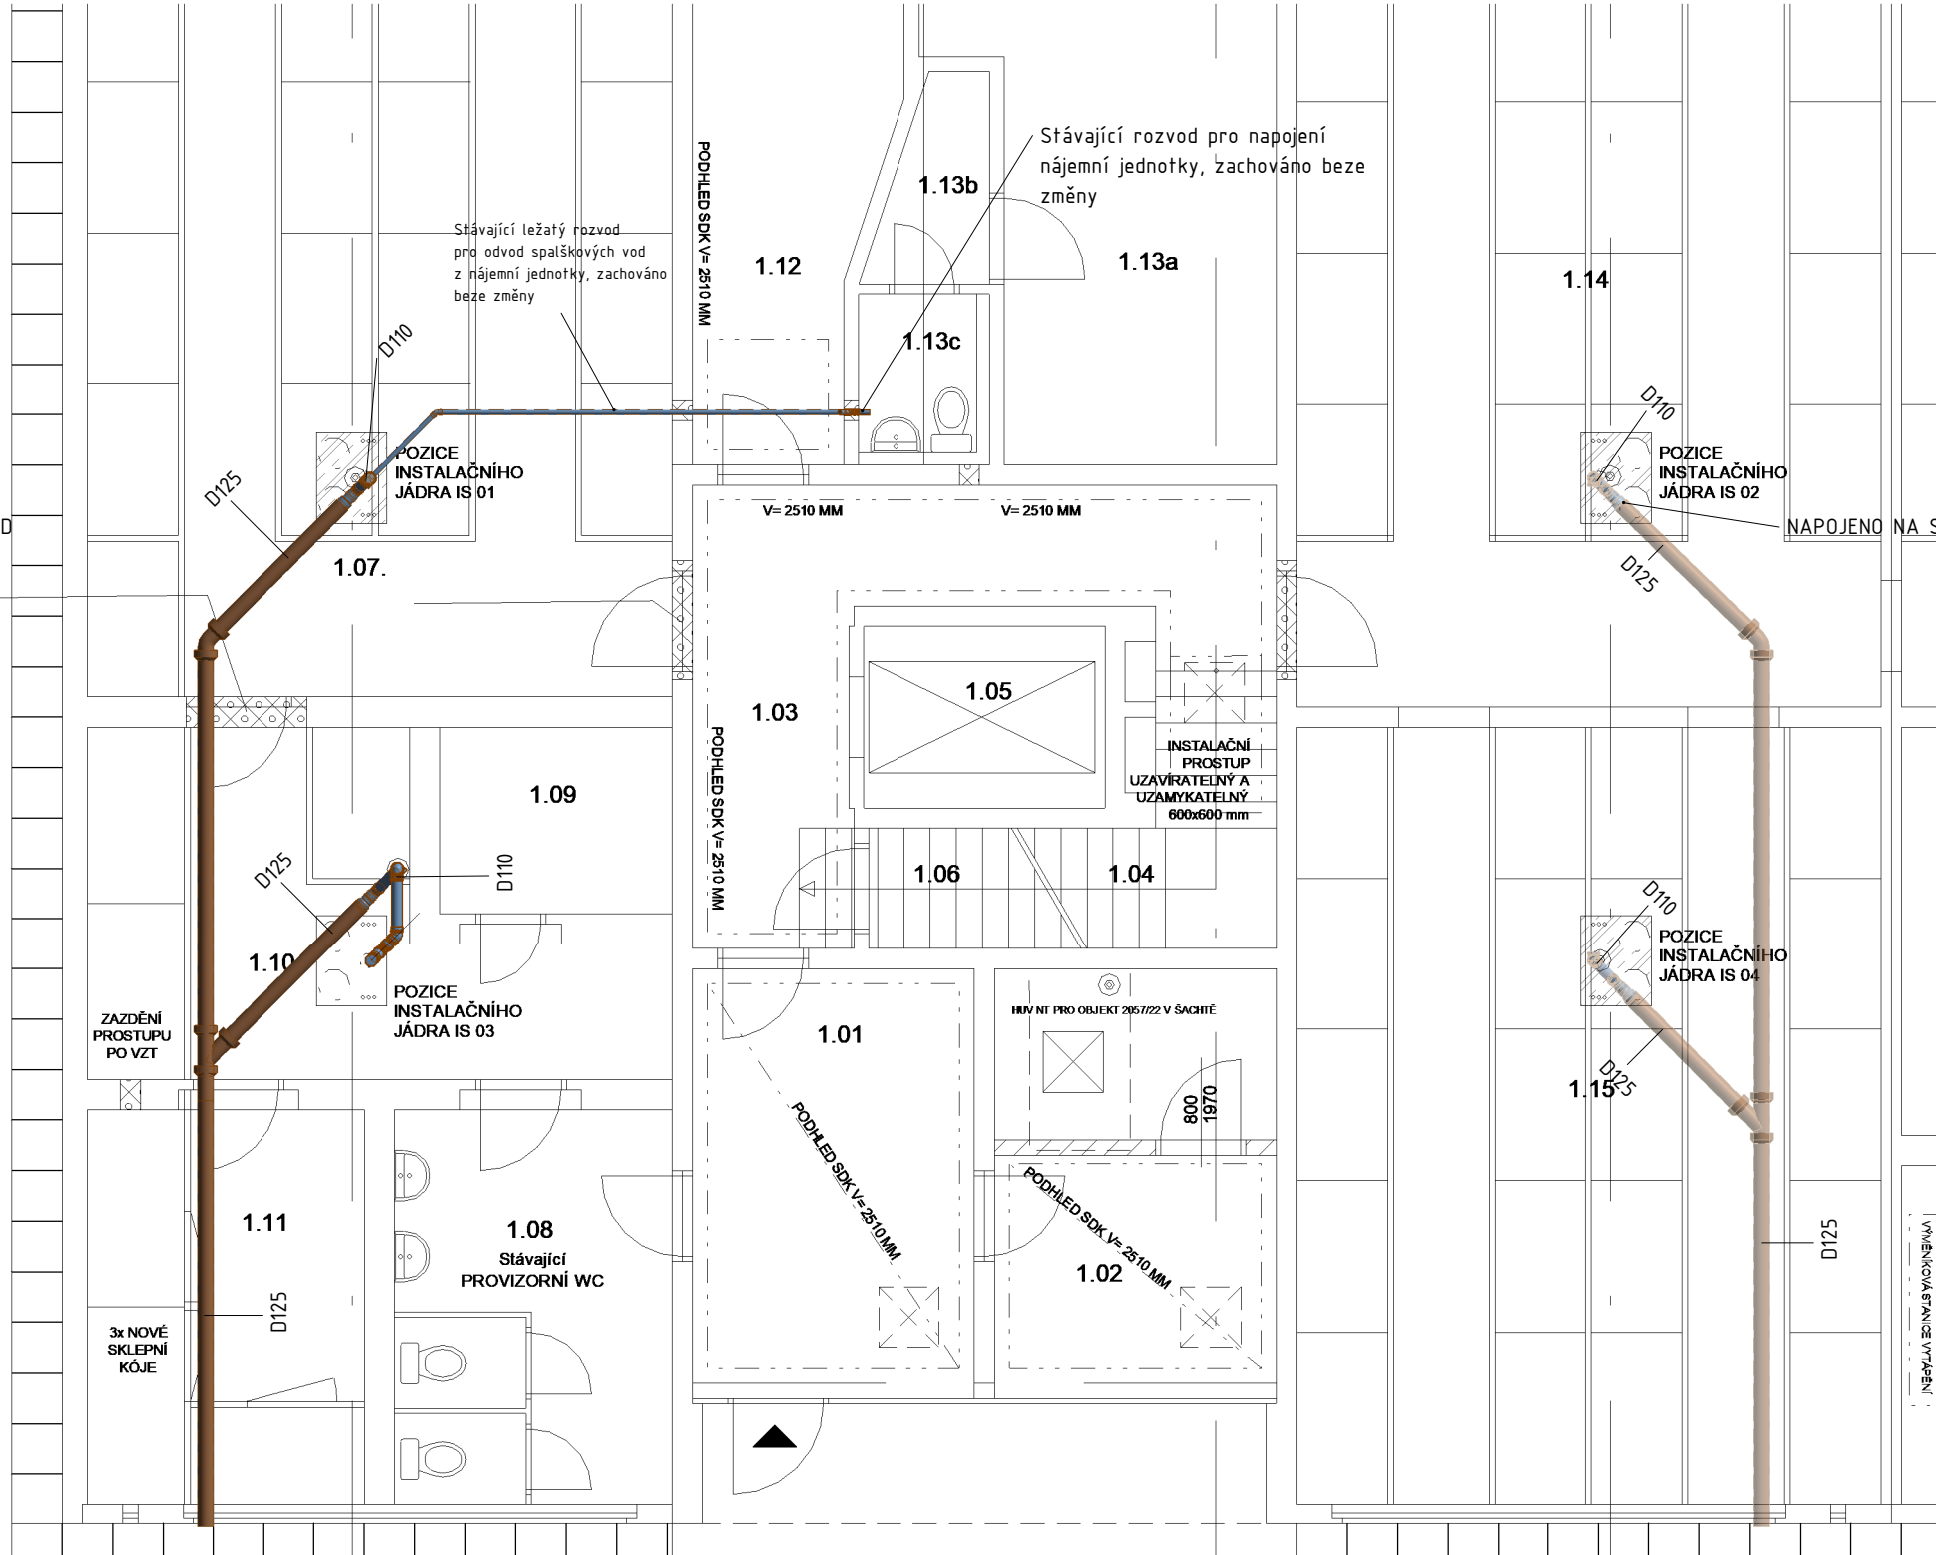 Stávající rozvod pro napojení
nájemní jednotky, zachováno beze
změny
1.13b
PODHLED SDK V= 2510 MM
Stávající ležatý rozvod
pro odvod spalškových vod
z nájemní jednotky, zachováno
beze změny
1.12
1.13a
1.14
1.13c
D110
D110
POZICE
INSTALAČNÍHO
JÁDRA IS 01
POZICE
INSTALAČNÍHO
JÁDRA IS 02
D125
V= 2510 MM
V= 2510 MM
D
NAPOJENO NA S
1.07.
D125
1.05
1.03
PODHLED SDK V= 2510 MM
INSTALAČNÍ
PROSTUP
UZAVÍRATELNÝ A
UZAMYKATELNÝ
600x600 mm
1.09
D125
D110
1.06
1.04
D110
1.10
POZICE
INSTALAČNÍHO
JÁDRA IS 03
POZICE
INSTALAČNÍHO
JÁDRA IS 04
ZAZDĚNÍ
PROSTUPU
PO VZT
1.01
HUV NT PRO OBJEKT 2057/22 V ŠACHTĚ
800
1970
D125
1.15
PODHLED SDK V= 2510 MM
PODHLED SDK V= 2510 MM
1.11
1.08
Stávající
PROVIZORNÍ WC
1.02
D125
D125
VÝMĚNÍKOVÁ STANICE VYTÁPĚNÍ
3x NOVÉ
SKLEPNÍ
KÓJE